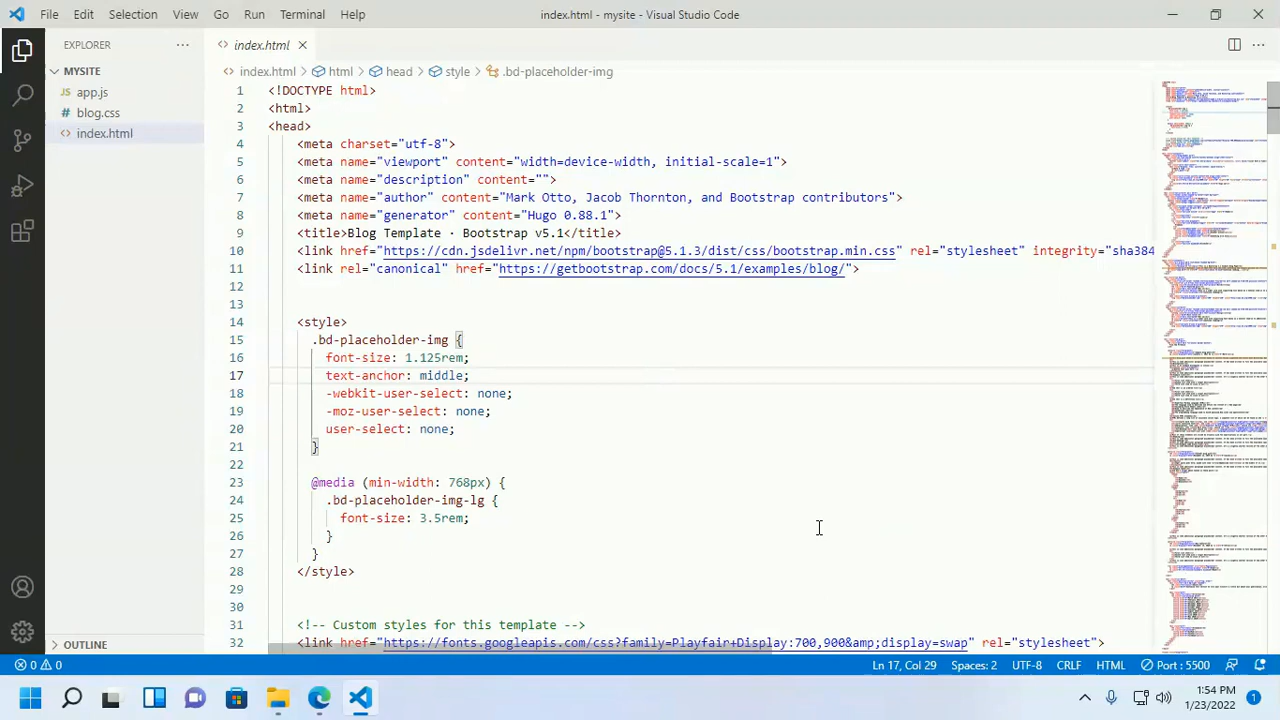 File Edit Selection View Go Run Terminal Help
index.html - mysite - Visual Studio Code
EXPLORER
index.html
MYSITE
app.js
blog.css
index.html
index.html > html > head > style > .bd-placeholder-img
1 <!DOCTYPE html>
2 <html>
3 <head>
4 <meta charset="utf-8">
5 <meta name="viewport" content="width=device-width, initial-scale=1">
6 <meta name="description" content="">
7 <meta name="author" content="Mark Otto, Jacob Thornton, and Bootstrap contributors">
8 <meta name="generator" content="Hugo 0.88.1">
9 <title>Blog Template · Bootstrap v5.1</title>
10 <link href="https://cdn.jsdelivr.net/npm/bootstrap@5.1.3/dist/css/bootstrap.min.css" rel="stylesheet" integrity="sha384
11 <link rel="canonical" href="https://getbootstrap.com/docs/5.1/examples/blog/">
12
13
14 <style>
15 .bd-placeholder-img {
16 font-size: 1.125rem;
17 text-anchor: middle;
18 -webkit-user-select: none;
19 -moz-user-select: none;
20 user-select: none;
21 }
22
23 @media (min-width: 768px) {
24 .bd-placeholder-img-lg {
25 font-size: 3.5rem;
26 }
27 }
28 </style>
29
30
31 <!-- Custom styles for this template -->
32 <link href="https://fonts.googleapis.com/css?family=Playfair+Display:700,900&amp;display=swap" rel="stylesheet">
OUTLINE
0 0 Ln 17, Col 29 Spaces: 2 UTF-8 CRLF HTML Port : 5500
1:54 PM
1/23/2022
1